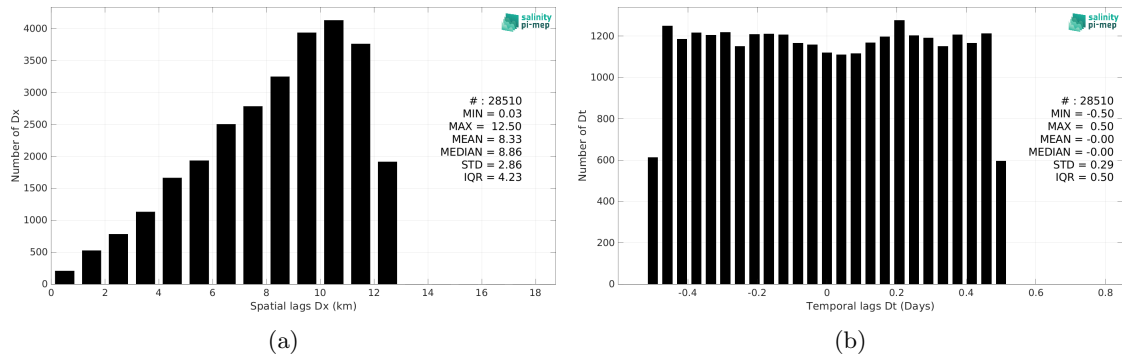 salinity
pi-mep
4000
3500
3000
2500
2000
1500
1000
500
0
Number of Dx
# : 28510
MIN = 0.03
MAX = 12.50
MEAN = 8.33
MEDIAN = 8.86
STD = 2.86
IQR = 4.23
0 2 4 6 8 10 12 14 16 18
Spatial lags Dx (km)
(a)
salinity
pi-mep
1200
1000
800
600
400
200
0
Number of Dt
# : 28510
MIN = -0.50
MAX = 0.50
MEAN = -0.00
MEDIAN = -0.00
STD = 0.29
IQR = 0.50
-0.4 -0.2 0 0.2 0.4 0.6 0.8
Temporal lags Dt (Days)
(b)